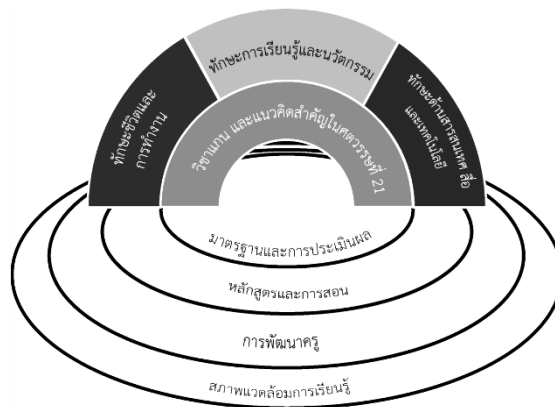 ทักษะการเรียนรู้และนวัตกรรม
ทักษะชีวิตและ
การทำงาน
ทักษะด้านสารสนเทศ สื่อ
และเทคโนโลยี
วิชาแกน และแนวคิดสำคัญในศตวรรษที่ 21
มาตรฐานและการประเมินผล
หลักสูตรและการสอน
การพัฒนาครู
สภาพแวดล้อมการเรียนรู้